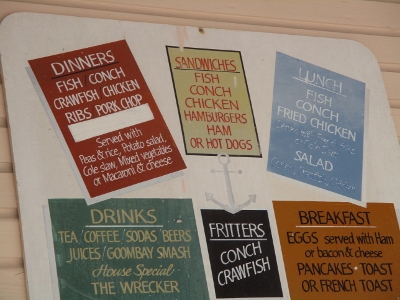 DINNERS
FISH CONCH
CRAWFISH CHICKEN
RIBS PORK CHOP
Served with
Peas & rice, Potato salad,
Cole slaw, Mixed vegetables
or Macaroni & cheese
SANDWICHES
FISH
CONCH
CHICKEN
HAMBURGERS
HAM
OR HOT DOGS
LUNCH
FISH
CONCH
FRIED CHICKEN
SALAD
DRINKS
TEA/COFFEE/SODAS/BEERS
JUICES/GOOMBAY SMASH
House Special
THE WRECKER
FRITTERS
CONCH
CRAWFISH
BREAKFAST
EGGS served with Ham
or bacon & cheese
PANCAKES • TOAST
OR FRENCH TOAST